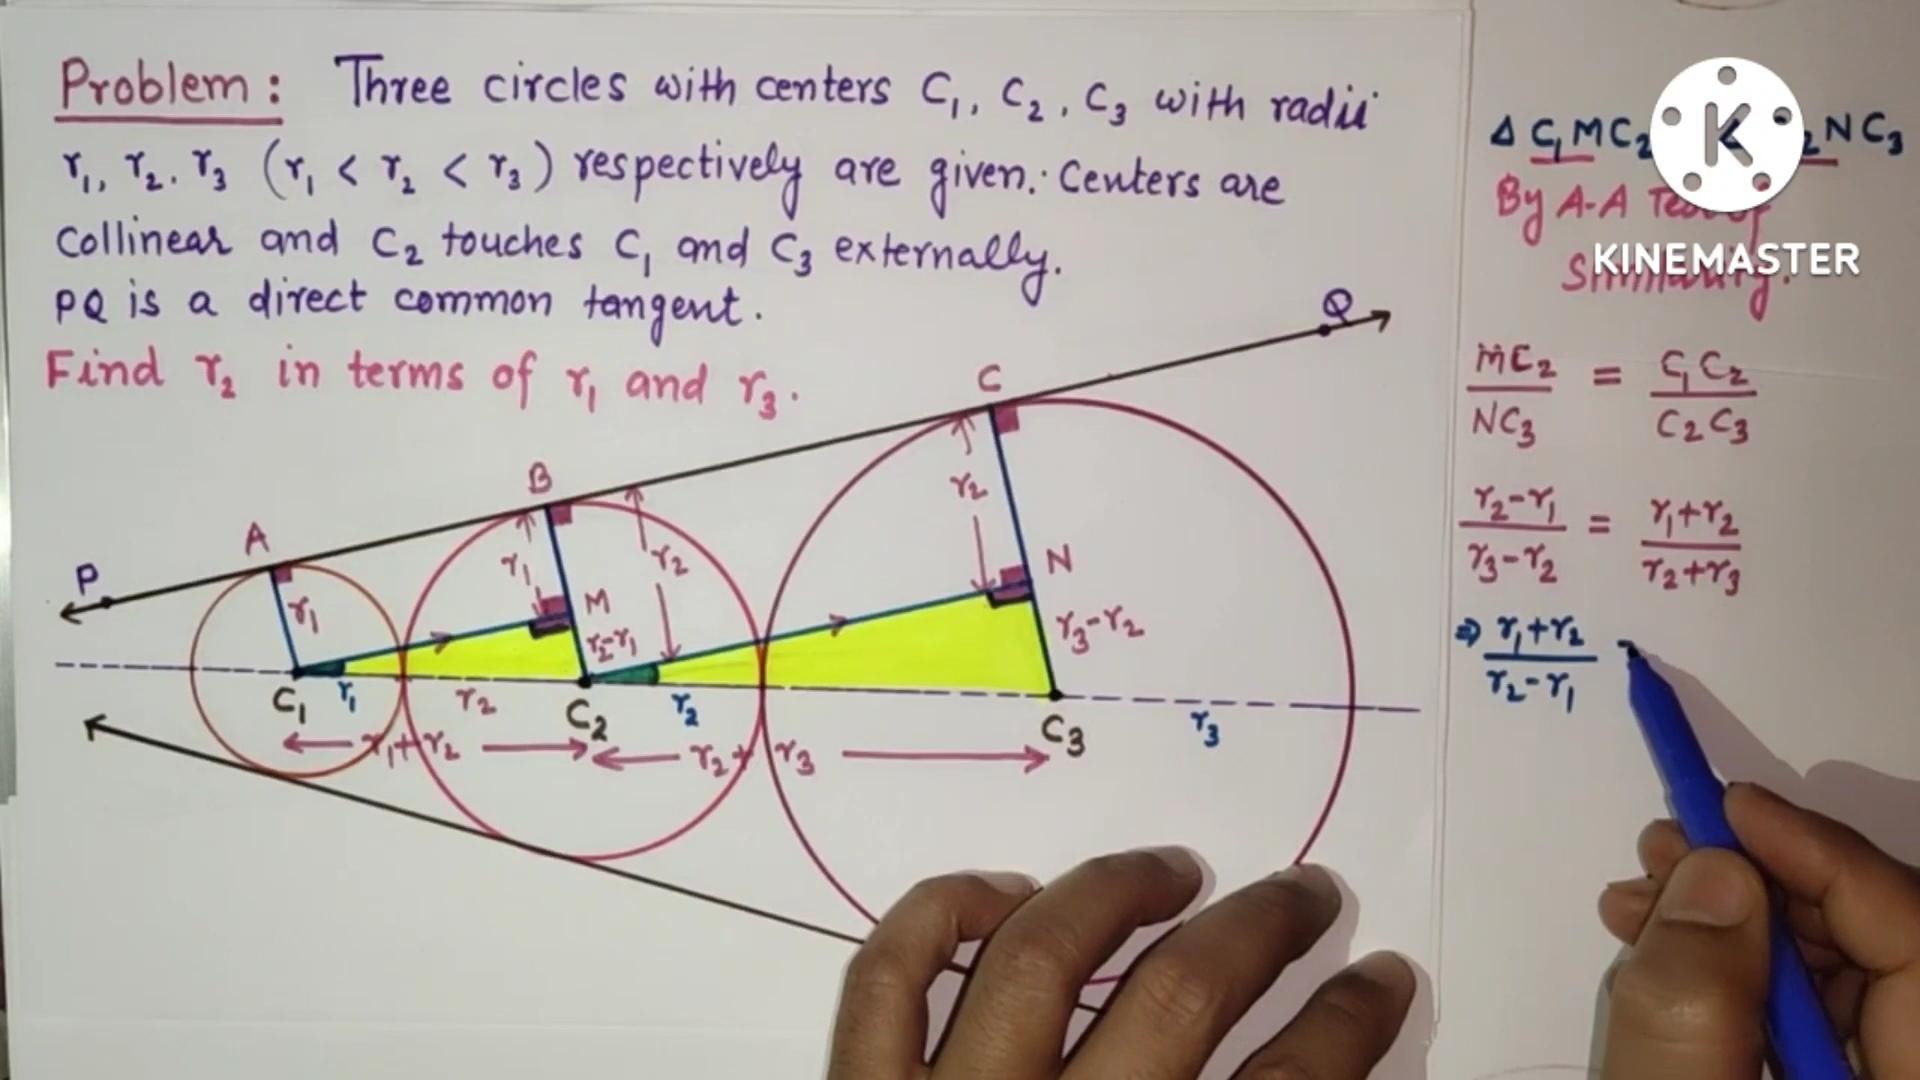 Problem: Three circles with centers C₁, C₂, C₃ with radii
r₁, r₂, r₃ (r₁ < r₂ < r₃) respectively are given. Centers are
collinear and C₂ touches C₁ and C₃ externally.
PQ is a direct common tangent.
Find r₂ in terms of r₁ and r₃.
P
A
B
C
Q
r₁
r₁
r₂
r₂
M
r₂-r₁
N
r₃-r₂
C₁
r₁
r₂
C₂
r₂
C₃
r₃
r₁+r₂
r₂+r₃
Δ C₁MC₂ ₂NC₃
By A-A
KINEMASTER
MC₂/NC₃ = C₁C₂/C₂C₃
r₂-r₁/r₃-r₂ = r₁+r₂/r₂+r₃
⇒ r₁+r₂/r₂-r₁